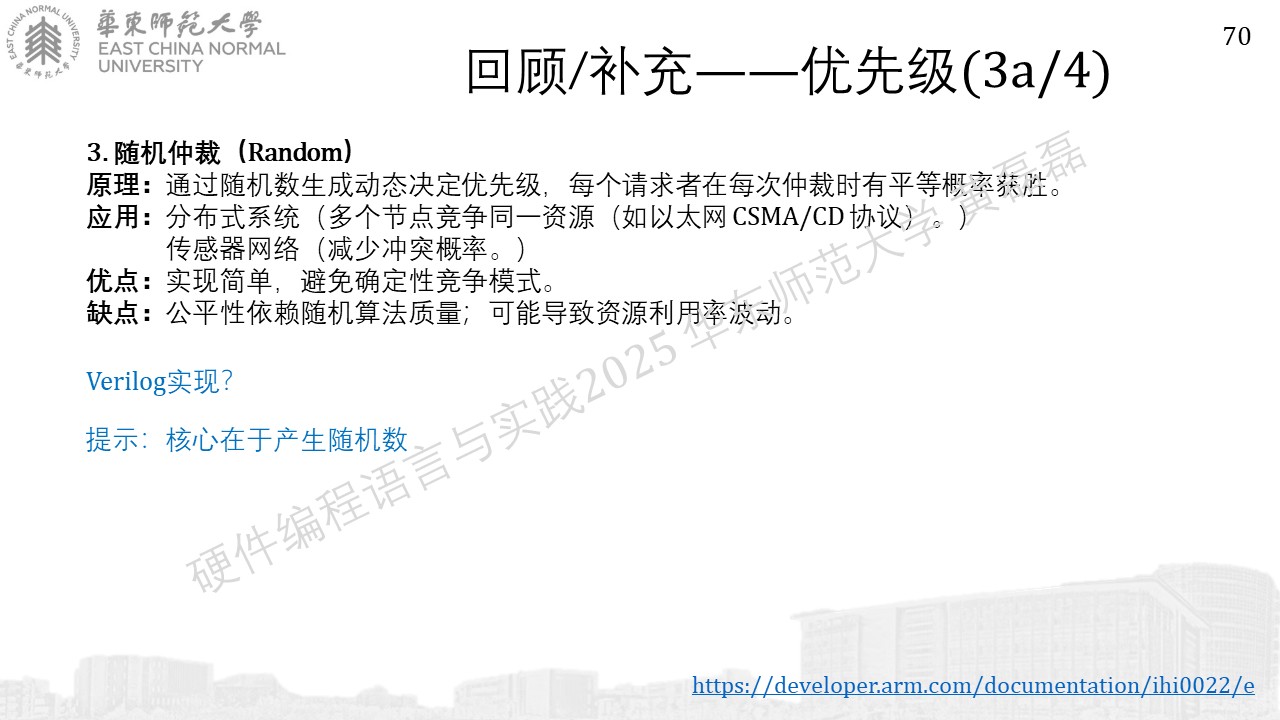 華東師範大學
EAST CHINA NORMAL
UNIVERSITY
EAST CHINA NORMAL UNIVERSITY
華東師範大學
70
回顾/补充——优先级(3a/4)
3. 随机仲裁（Random）
原理：通过随机数生成动态决定优先级，每个请求者在每次仲裁时有平等概率获胜。
应用：分布式系统（多个节点竞争同一资源（如以太网 CSMA/CD 协议）。）
传感器网络（减少冲突概率。）
优点：实现简单，避免确定性竞争模式。
缺点：公平性依赖随机算法质量；可能导致资源利用率波动。
Verilog实现？
提示：核心在于产生随机数
硬件编程语言与实践2025 华东师范大学 黄磊磊
https://developer.arm.com/documentation/ihi0022/e